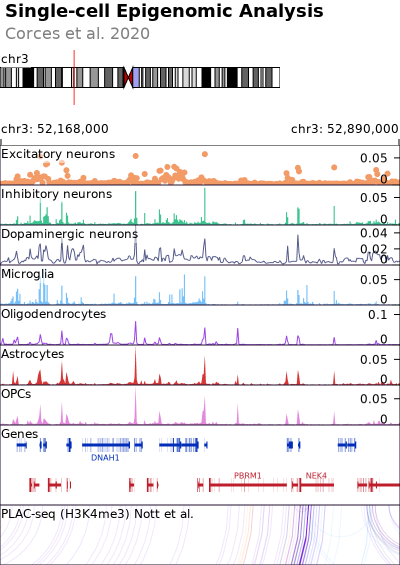 Single-cell Epigenomic Analysis
Corces et al. 2020
chr3
chr3: 52,168,000 chr3: 52,890,000
Excitatory neurons 0.05
0
Inhibitory neurons 0.05
0
Dopaminergic neurons 0.04
0.02
0
Microglia 0.05
0
Oligodendrocytes 0.1
0
Astrocytes 0.05
0
OPCs 0.05
0
Genes
DNAH1
PBRM1 NEK4
PLAC-seq (H3K4me3) Nott et al.